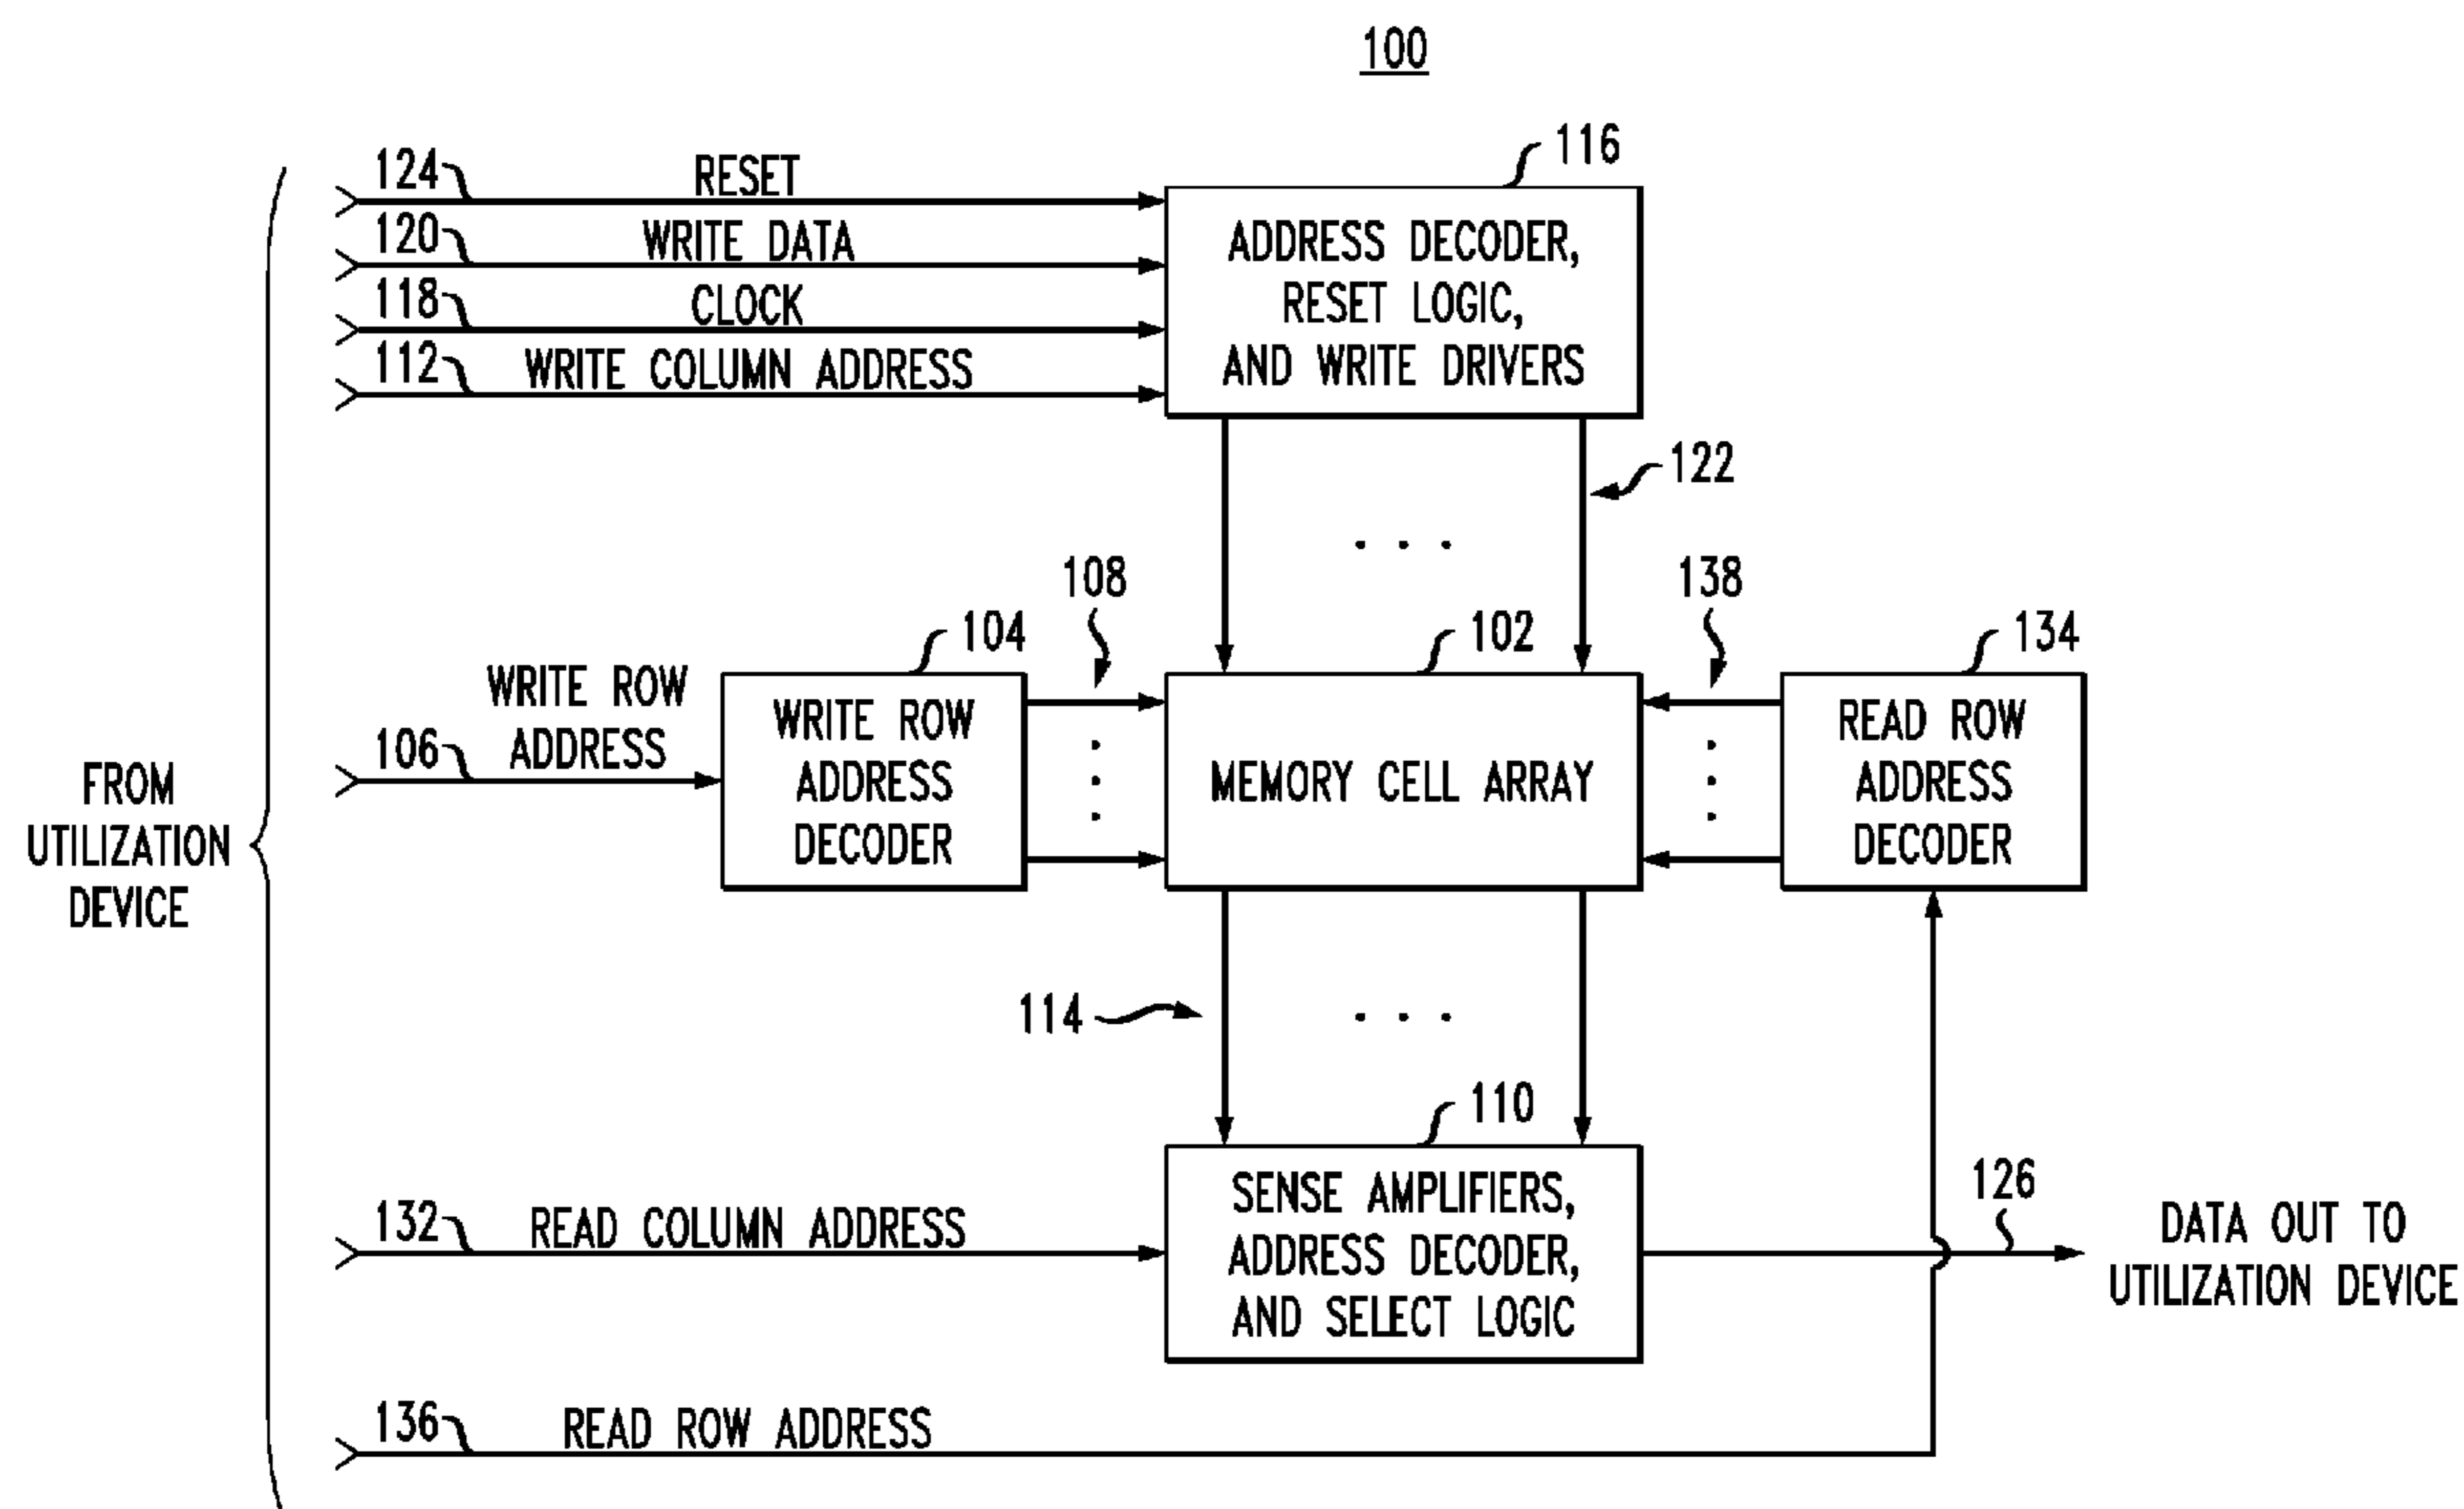 100
116
124
RESET
120
WRITE DATA
118
CLOCK
112
WRITE COLUMN ADDRESS
ADDRESS DECODER,
RESET LOGIC,
AND WRITE DRIVERS
122
108
138
104
102
134
WRITE ROW
ADDRESS
106
WRITE ROW
ADDRESS
DECODER
MEMORY CELL ARRAY
READ ROW
ADDRESS
DECODER
FROM
UTILIZATION
DEVICE
114
110
132
READ COLUMN ADDRESS
SENSE AMPLIFIERS,
ADDRESS DECODER,
AND SELECT LOGIC
126
DATA OUT TO
UTILIZATION DEVICE
136
READ ROW ADDRESS